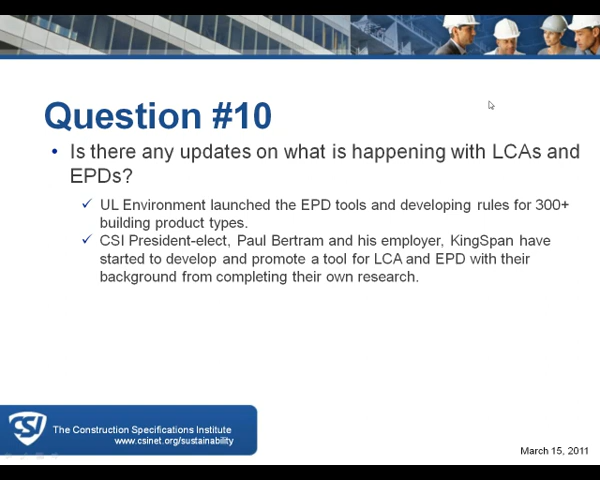 Question #10
• Is there any updates on what is happening with LCAs and
EPDs?
✓ UL Environment launched the EPD tools and developing rules for 300+
building product types.
✓ CSI President-elect, Paul Bertram and his employer, KingSpan have
started to develop and promote a tool for LCA and EPD with their
background from completing their own research.
CSI
The Construction Specifications Institute
www.csinet.org/sustainability
March 15, 2011